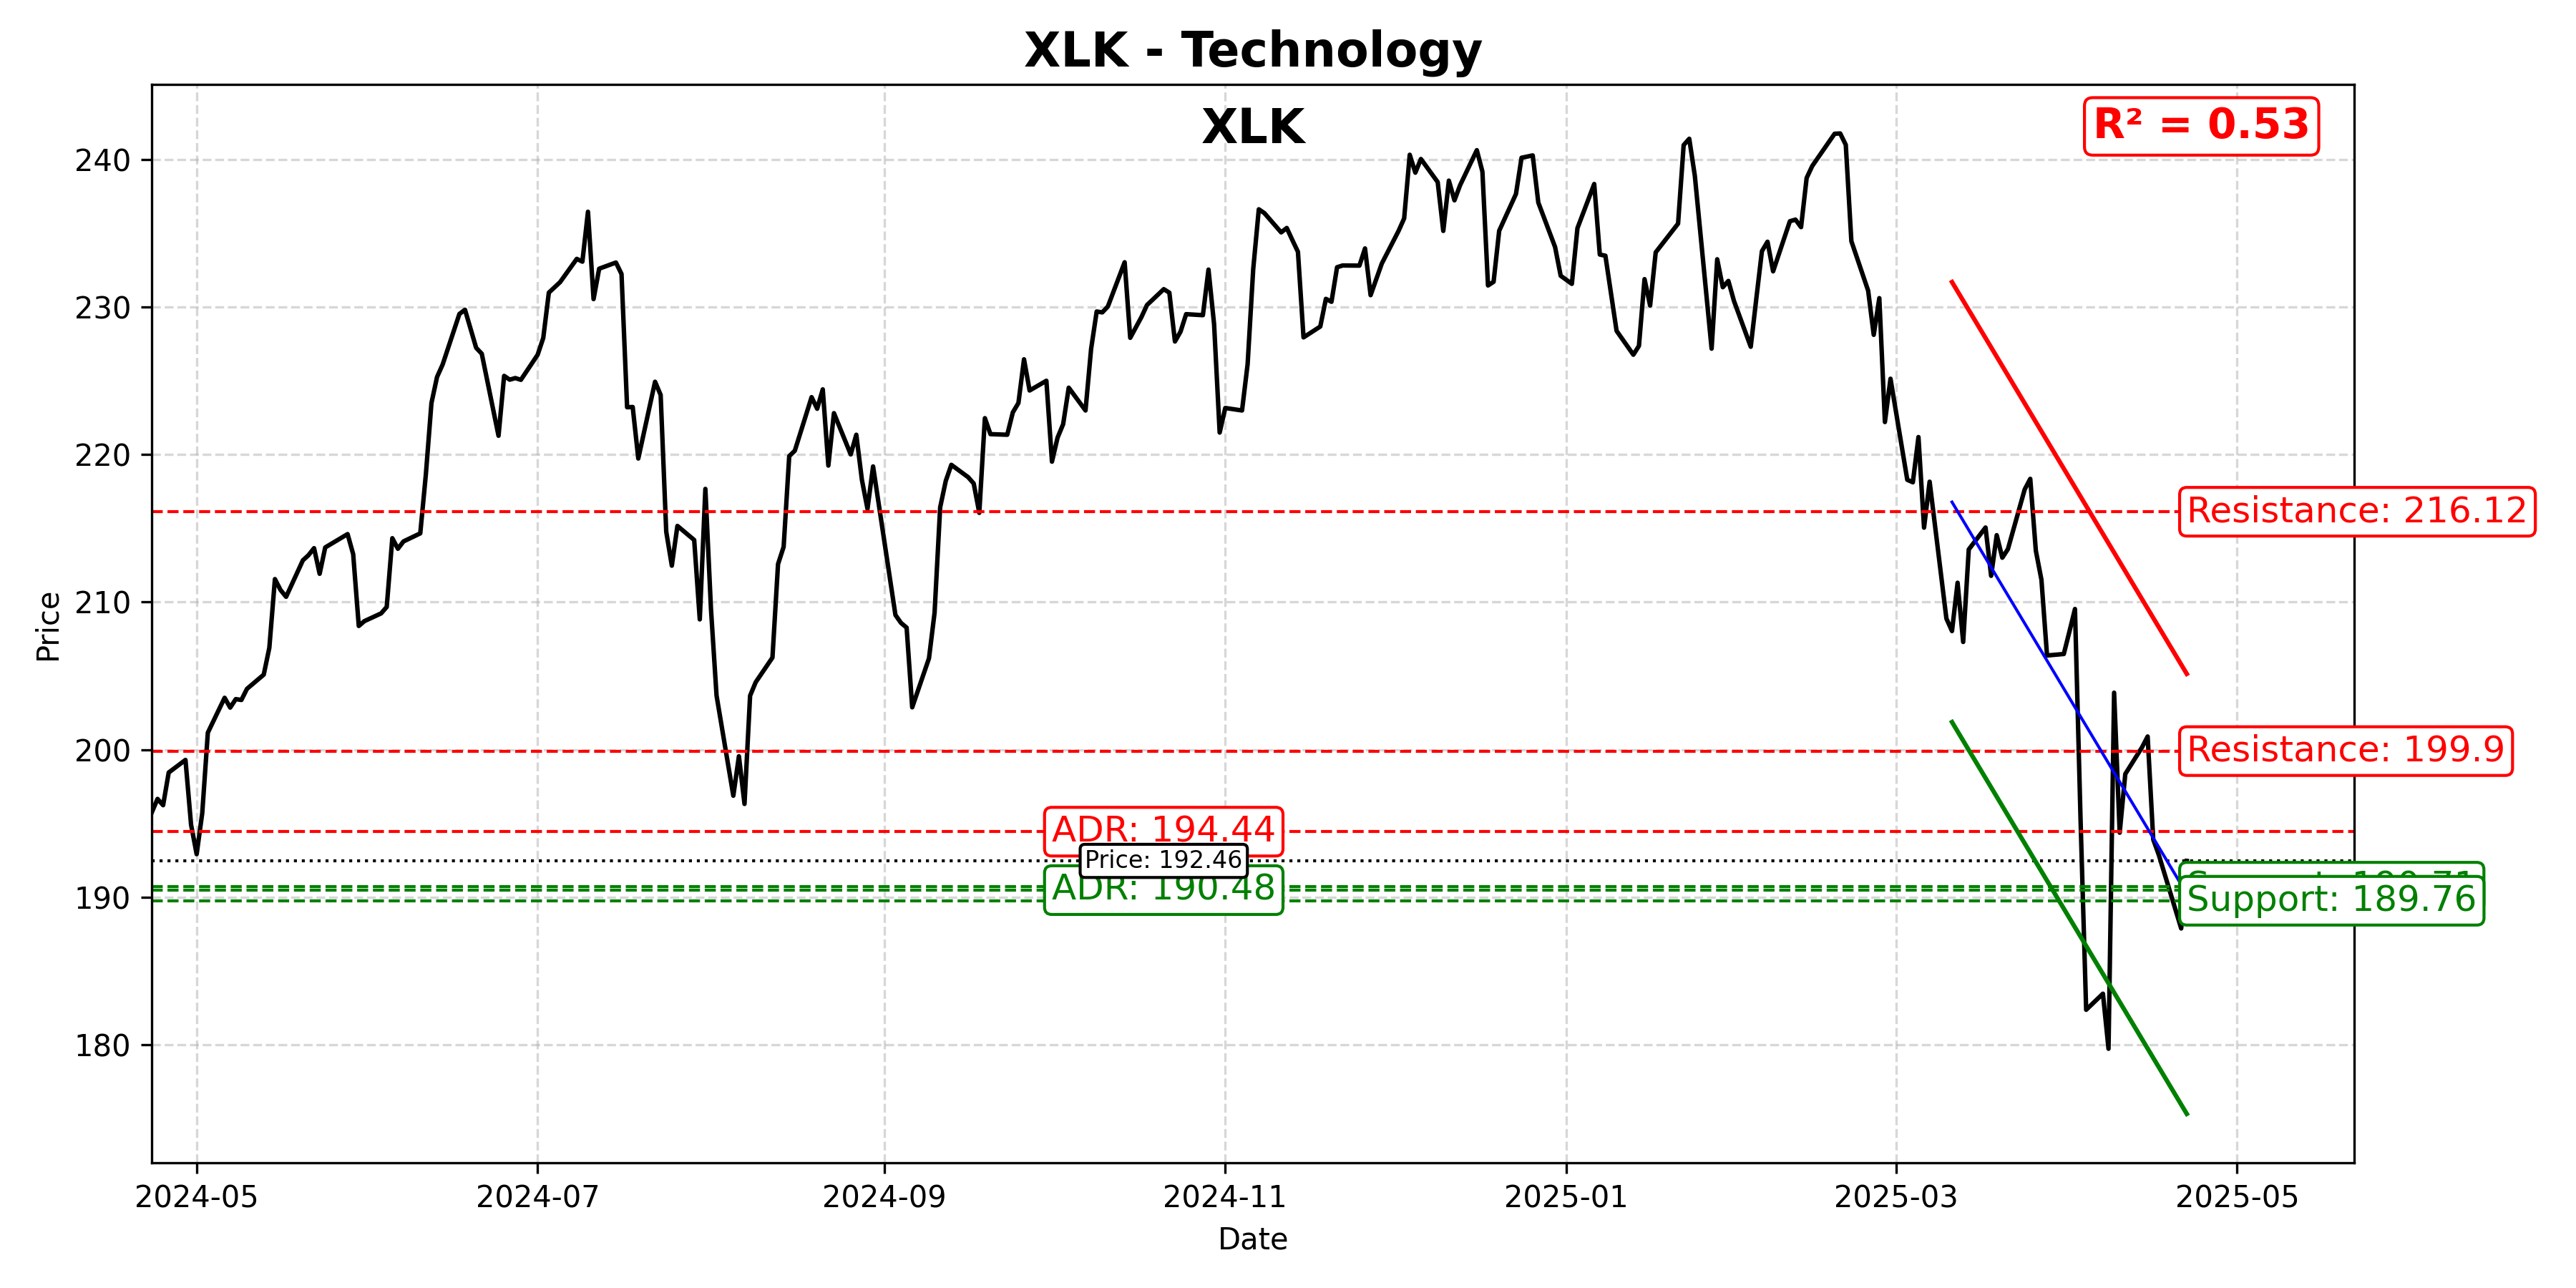 XLK - Technology
XLK
R² = 0.53
240
230
220
210
200
190
180
Price
Resistance: 216.12
Resistance: 199.9
ADR: 194.44
Price: 192.46
ADR: 190.48
Support: 189.76
2024-05
2024-07
2024-09
2024-11
2025-01
2025-03
2025-05
Date